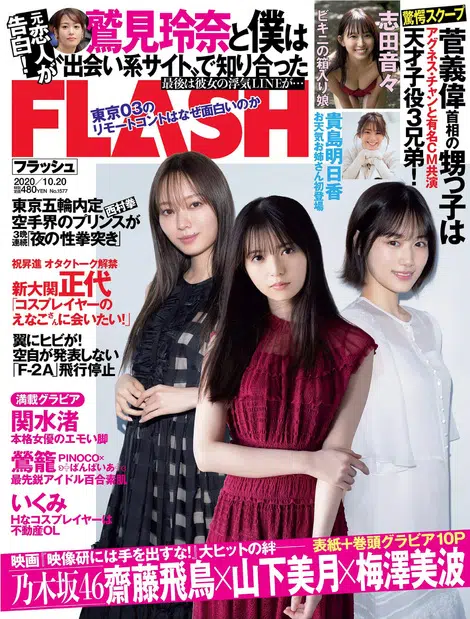 元恋人が
告白!
鷲見玲奈と僕は
“出会い系サイト”で知り合った
最後は彼女の浮気LINEが…
東京03の
リモートコントはなぜ面白いのか
FLASH
フラッシュ
2020/10.20
480YEN No.1577
志田音々
ビキニの箱入り娘
貴島明日香
お天気お姉さん初登場
驚愕スクープ
菅義偉首相の甥っ子は
アグネス・チャンと有名CM共演
天才子役3兄弟!
東京五輪内定 西村拳
空手界のプリンスが
3晩連続「夜の性拳突き」
祝昇進 オタクトーク解禁
新大関 正代
「コスプレイヤーの
えなこさんに会いたい!」
翼にヒビが!
空自が発表しない
「F-2A」飛行停止
満載グラビア
関水渚
本格女優のエモい脚
鶯籠 PINOCO×
ばんぱいあ
最先鋭アイドル百合素肌
いくみ
Hなコスプレイヤーは
不動産OL
映画「映像研には手を出すな!」大ヒットの絆
表紙+巻頭グラビア10P
乃木坂46 齋藤飛鳥×山下美月×梅澤美波